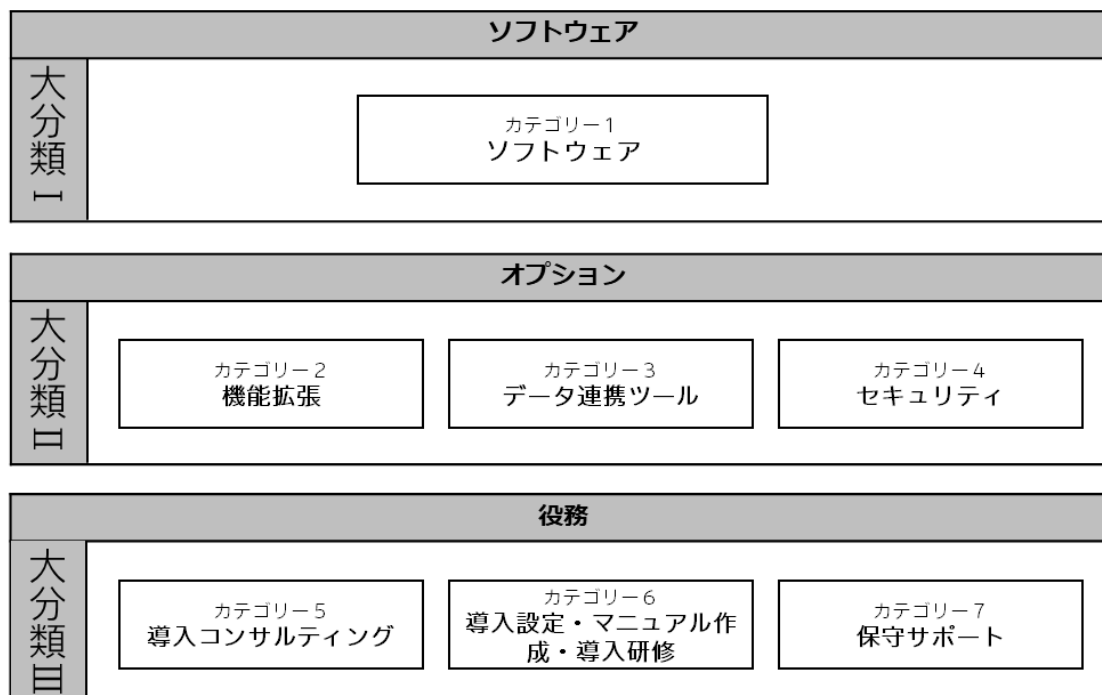 ソフトウェア
大分類Ⅰ
カテゴリー1
ソフトウェア
オプション
大分類Ⅱ
カテゴリー2
機能拡張
カテゴリー3
データ連携ツール
カテゴリー4
セキュリティ
役務
大分類Ⅲ
カテゴリー5
導入コンサルティング
カテゴリー6
導入設定・マニュアル作
成・導入研修
カテゴリー7
保守サポート